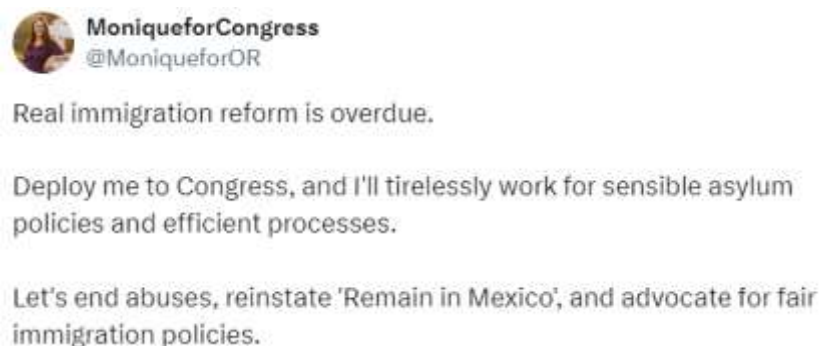 MoniqueforCongress
@MoniqueforOR
Real immigration reform is overdue.
Deploy me to Congress, and I'll tirelessly work for sensible asylum
policies and efficient processes.
Let's end abuses, reinstate 'Remain in Mexico', and advocate for fair
immigration policies.